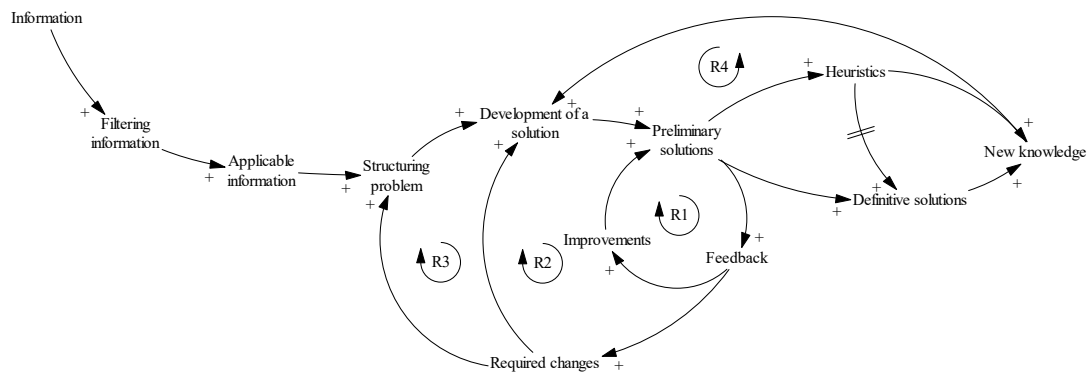 Information
+
Filtering
information
+
Applicable
information
+
Structuring
problem
+
+
Development of a
solution
+
+
+
Preliminary
solutions
+
+
Heuristics
+
New knowledge
+
+
Definitive solutions
+
+
Improvements
+
Feedback
+
Required changes
+
R1
R2
R3
R4